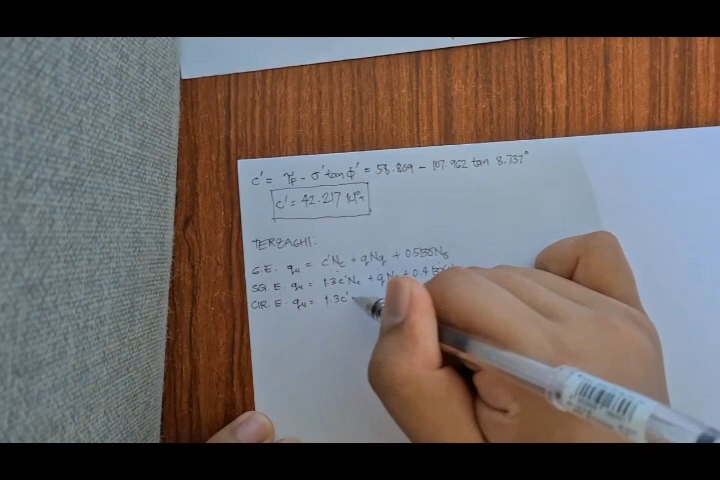 c' = τF - σ' tan φ' = 58.809 - 107.962 tan 8.737°
c' = 42.217 kPa
TERZAGHI:
G.E. qu = c'Nc + qNq + 0.5BγNγ
SQ. E. qu = 1.3c'Nc + qNq + 0.4
CIR. E. qu = 1.3c'